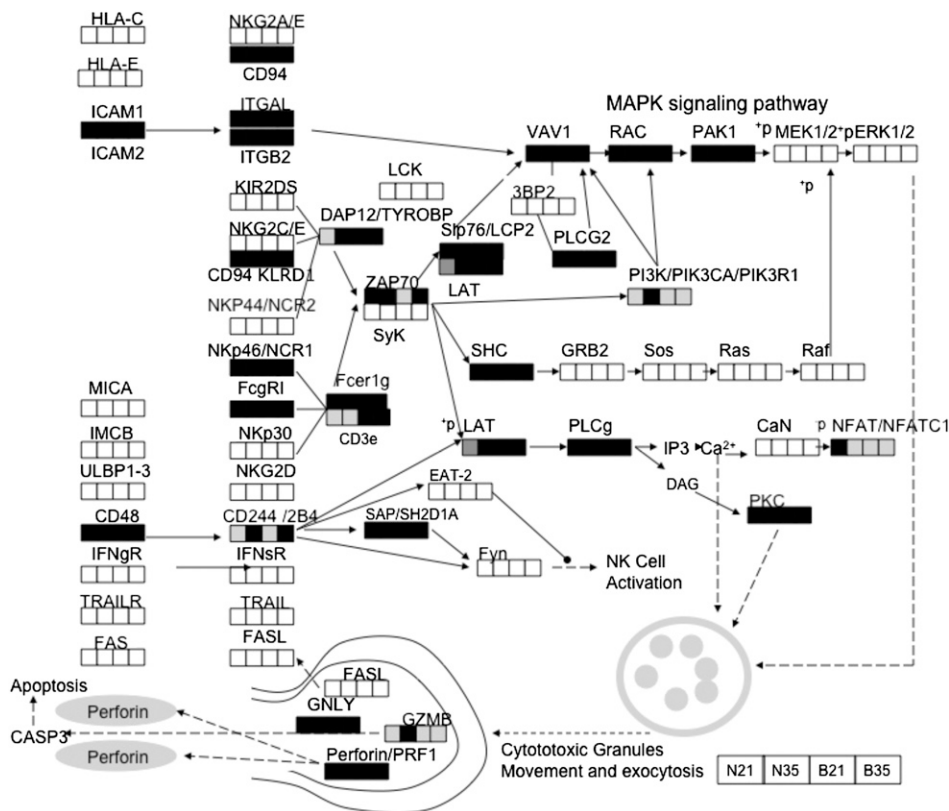 HLA-C
NKG2A/E
HLA-E
CD94
ICAM1
ITGAL
MAPK signaling pathway
ICAM2
ITGB2
VAV1
RAC
PAK1
+p
MEK1/2
+p
ERK1/2
LCK
+p
KIR2DS
3BP2
DAP12/TYROBP
NKG2C/E
Slp76/LCP2
PLCG2
CD94 KLRD1
ZAP70
LAT
PI3K/PIK3CA/PIK3R1
NKP44/NCR2
SyK
NKp46/NCR1
SHC
GRB2
Sos
Ras
Raf
MICA
FcgRI
Fcer1g
IMCB
NKp30
CD3e
+p
LAT
PLCg
IP3
Ca2+
CaN
p
NFAT/NFATC1
ULBP1-3
NKG2D
EAT-2
DAG
PKC
CD48
CD244 /2B4
SAP/SH2D1A
IFNgR
IFNsR
Fyn
NK Cell
Activation
TRAILR
TRAIL
FAS
FASL
FASL
Apoptosis
GNLY
Perforin
GZMB
CASP3
Perforin
Perforin/PRF1
Cytototoxic Granules
Movement and exocytosis
N21 N35 B21 B35